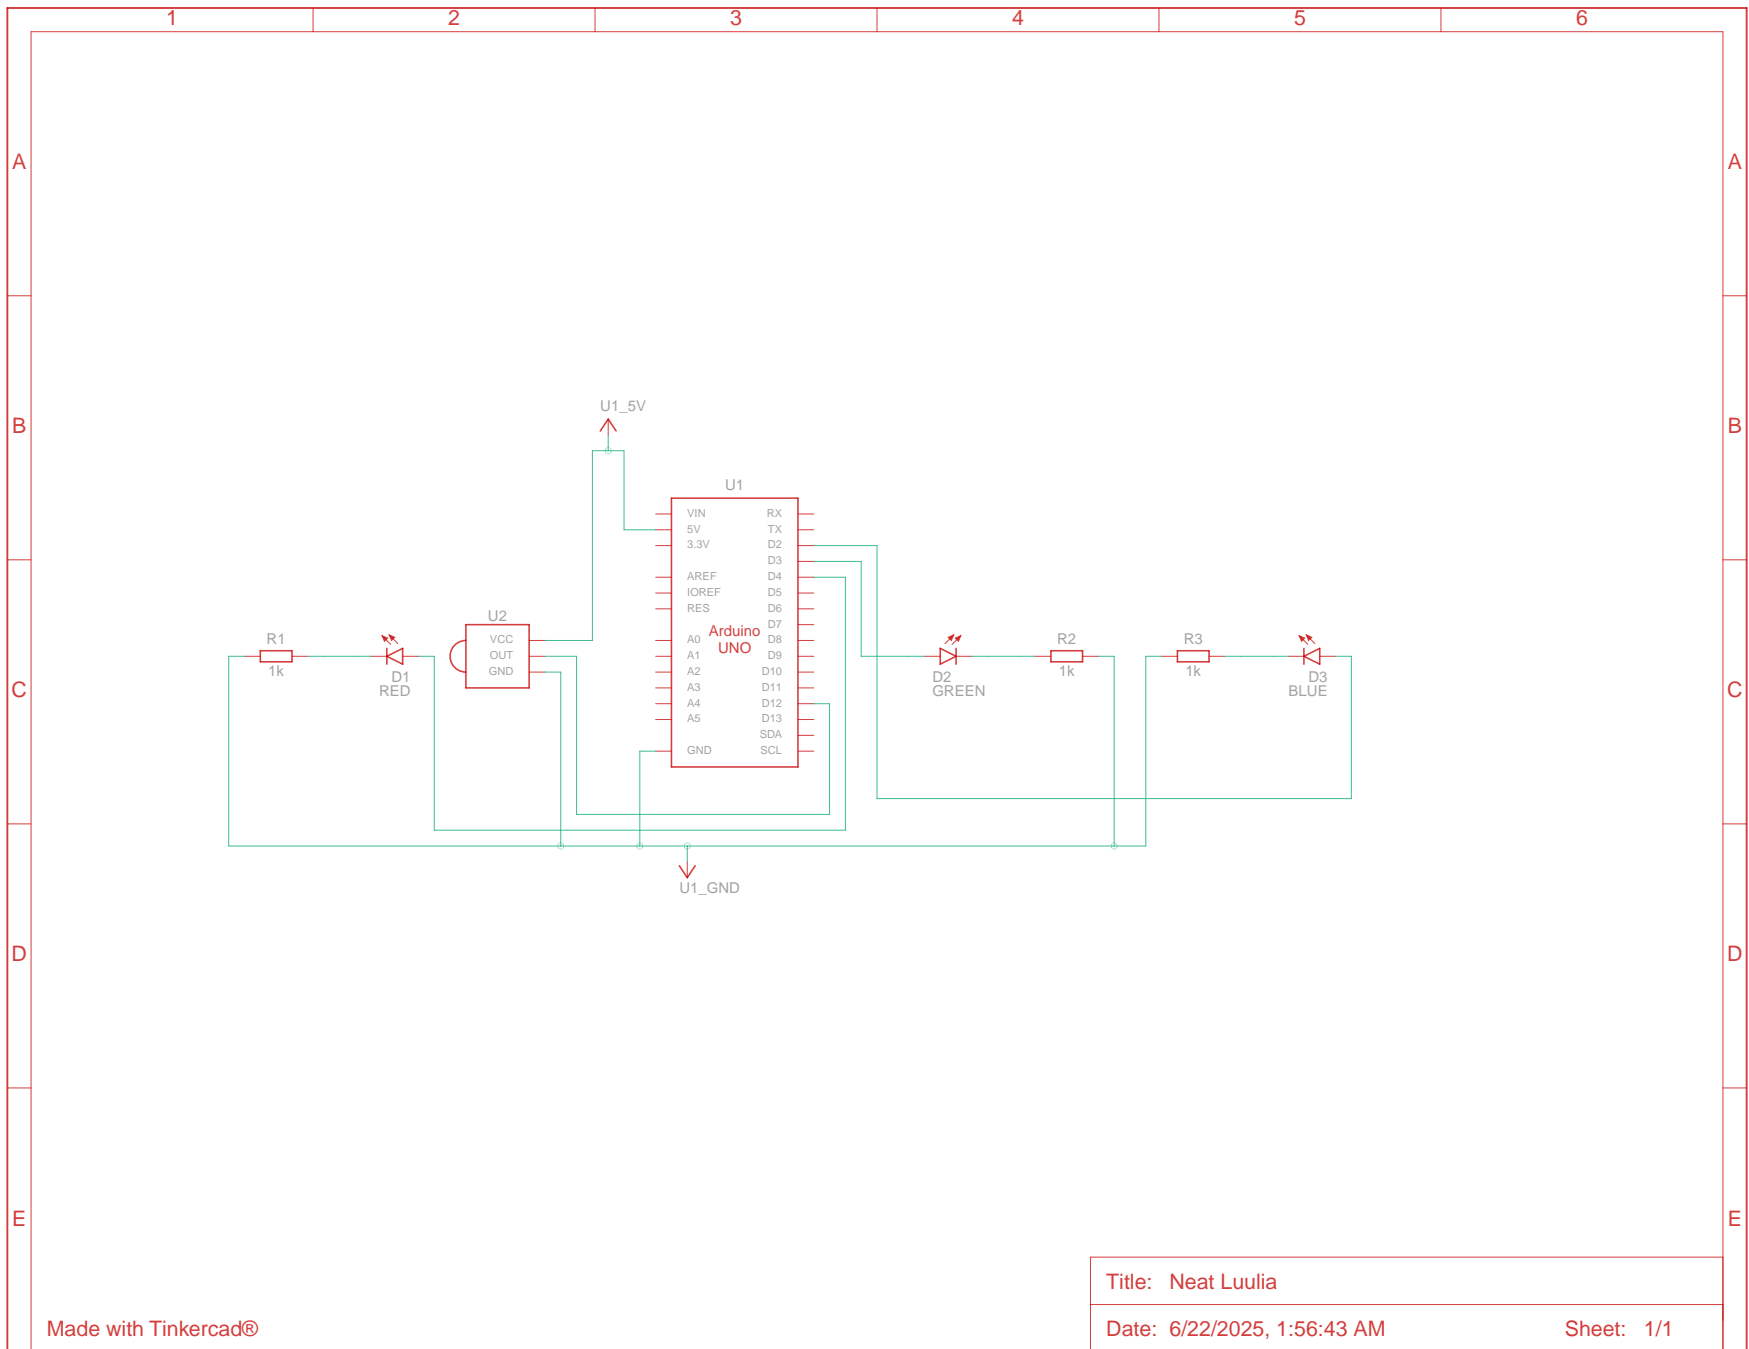 1 2 3 4 5 6
A A
B B
C C
D D
E E
U1_5V
U1
VIN RX
5V TX
3.3V D2
D3
AREF D4
IOREF D5
RES D6
D7
A0 D8
A1 D9
A2 D10
A3 D11
A4 D12
A5 D13
SDA
GND SCL
Arduino
UNO
U2
VCC
OUT
GND
R1
1k
D1
RED
D2
GREEN
R2
1k
R3
1k
D3
BLUE
U1_GND
Title: Neat Luulia
Date: 6/22/2025, 1:56:43 AM Sheet: 1/1
Made with Tinkercad®